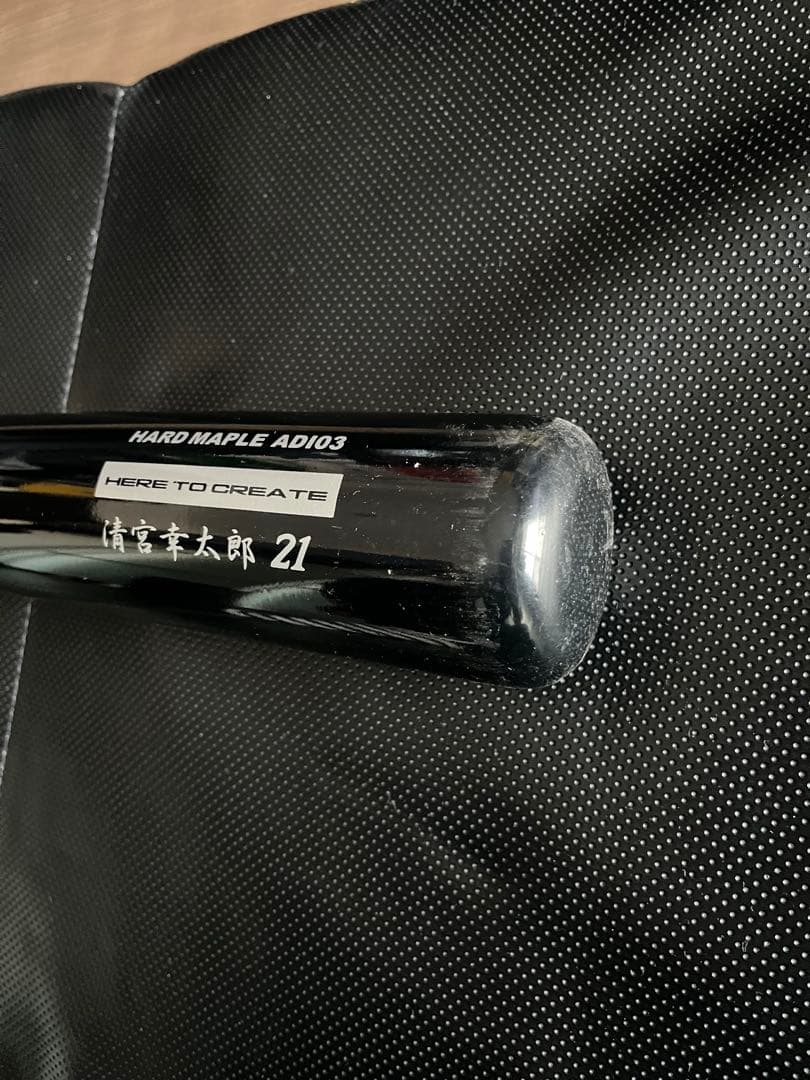 HARD MAPLE ADI03
HERE TO CREATE
清宮幸太郎 21